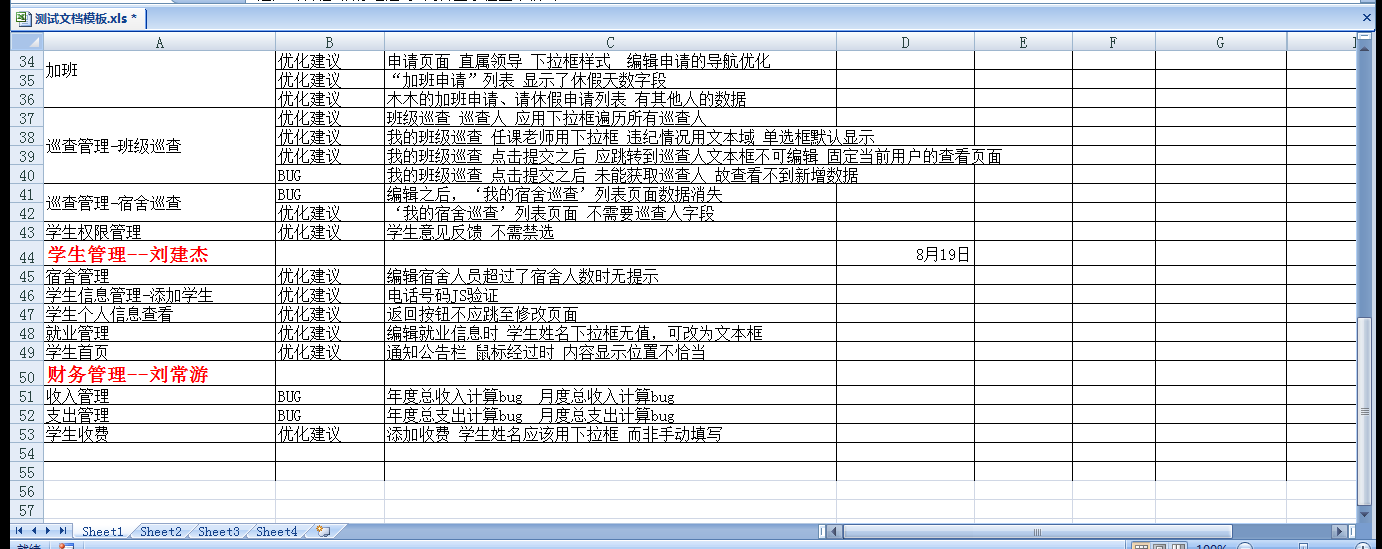 测试文档模板.xls *
A B C D E F G
34 优化建议 申请页面 直属领导 下拉框样式 编辑申请的导航优化
加班
35 优化建议 “加班申请”列表 显示了休假天数字段
36 优化建议 木木的加班申请、请休假申请列表 有其他人的数据
37 优化建议 班级巡查 巡查人 应用下拉框遍历所有巡查人
38 优化建议 我的班级巡查 任课老师用下拉框 违纪情况用文本域 单选框默认显示
巡查管理-班级巡查
39 优化建议 我的班级巡查 点击提交之后 应跳转到巡查人文本框不可编辑 固定当前用户的查看页面
40 BUG 我的班级巡查 点击提交之后 未能获取巡查人 故查看不到新增数据
41 BUG 编辑之后，‘我的宿舍巡查’列表页面数据消失
巡查管理-宿舍巡查
42 优化建议 ‘我的宿舍巡查’列表页面 不需要巡查人字段
43 学生权限管理 优化建议 学生意见反馈 不需禁选
44 学生管理--刘建杰 8月19日
45 宿舍管理 优化建议 编辑宿舍人员超过了宿舍人数时无提示
46 学生信息管理-添加学生 优化建议 电话号码JS验证
47 学生个人信息查看 优化建议 返回按钮不应跳至修改页面
48 就业管理 优化建议 编辑就业信息时 学生姓名下拉框无值，可改为文本框
49 学生首页 优化建议 通知公告栏 鼠标经过时 内容显示位置不恰当
50 财务管理--刘常游
51 收入管理 BUG 年度总收入计算bug 月度总收入计算bug
52 支出管理 BUG 年度总支出计算bug 月度总支出计算bug
53 学生收费 优化建议 添加收费 学生姓名应该用下拉框 而非手动填写
54
55
56
57
Sheet1 Sheet2 Sheet3 Sheet4
就绪 100%